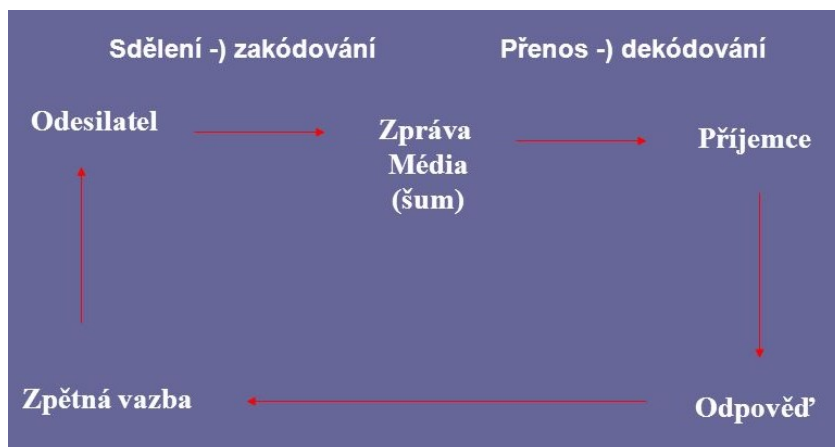 Sdělení -) zakódování
Přenos -) dekódování
Odesilatel
Zpráva
Média
(šum)
Příjemce
Zpětná vazba
Odpověď